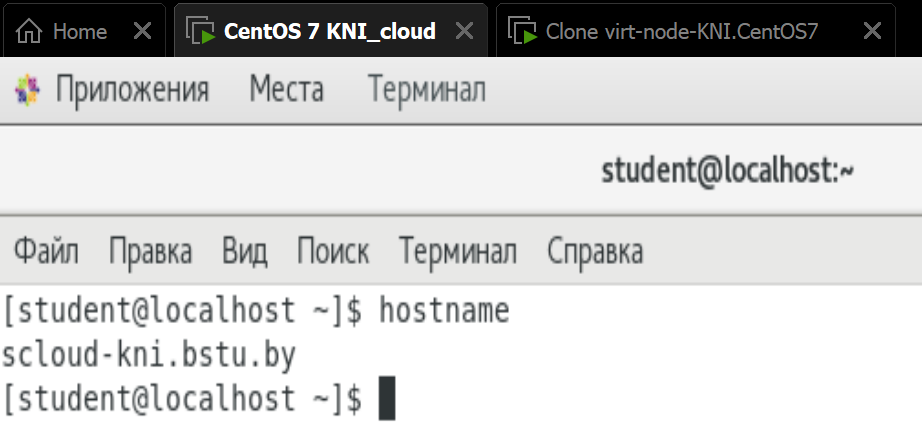 Home CentOS 7 KNI_cloud Clone virt-node-KNI.CentOS7
Приложения Места Терминал
student@localhost:~
Файл Правка Вид Поиск Терминал Справка
[student@localhost ~]$ hostname
scloud-kni.bstu.by
[student@localhost ~]$